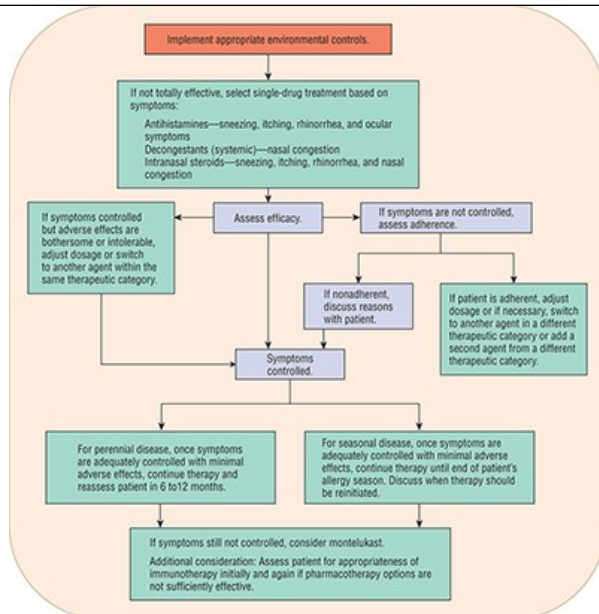 Implement appropriate environmental controls.
If not totally effective, select single-drug treatment based on
symptoms:
Antihistamines—sneezing, itching, rhinorrhea, and ocular
symptoms
Decongestants (systemic)—nasal congestion
Intranasal steroids—sneezing, itching, rhinorrhea, and nasal
congestion
If symptoms controlled
but adverse effects are
bothersome or intolerable,
adjust dosage or switch
to another agent within the
same therapeutic category.
Assess efficacy.
If symptoms are not controlled,
assess adherence.
If nonadherent,
discuss reasons
with patient.
If patient is adherent, adjust
dosage or if necessary, switch
to another agent in a different
therapeutic category or add a
second agent from a different
therapeutic category.
Symptoms
controlled.
For perennial disease, once symptoms
are adequately controlled with minimal
adverse effects, continue therapy and
reassess patient in 6 to12 months.
For seasonal disease, once symptoms are
adequately controlled with minimal adverse
effects, continue therapy until end of patient's
allergy season. Discuss when therapy should
be reinitiated.
If symptoms still not controlled, consider montelukast.
Additional consideration: Assess patient for appropriateness of
immunotherapy initially and again if pharmacotherapy options are
not sufficiently effective.